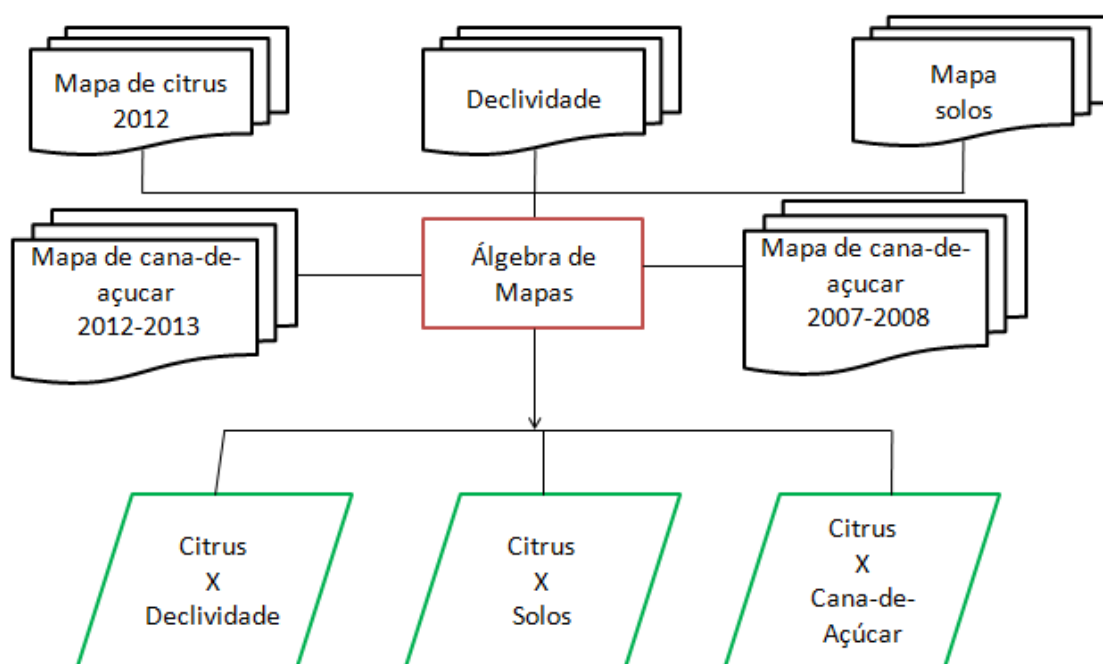 Mapa de citrus
2012
Declividade
Mapa
solos
Mapa de cana-de-
açucar
2012-2013
Álgebra de
Mapas
Mapa de cana-de-
açucar
2007-2008
Citrus
X
Declividade
Citrus
X
Solos
Citrus
X
Cana-de-
Açúcar